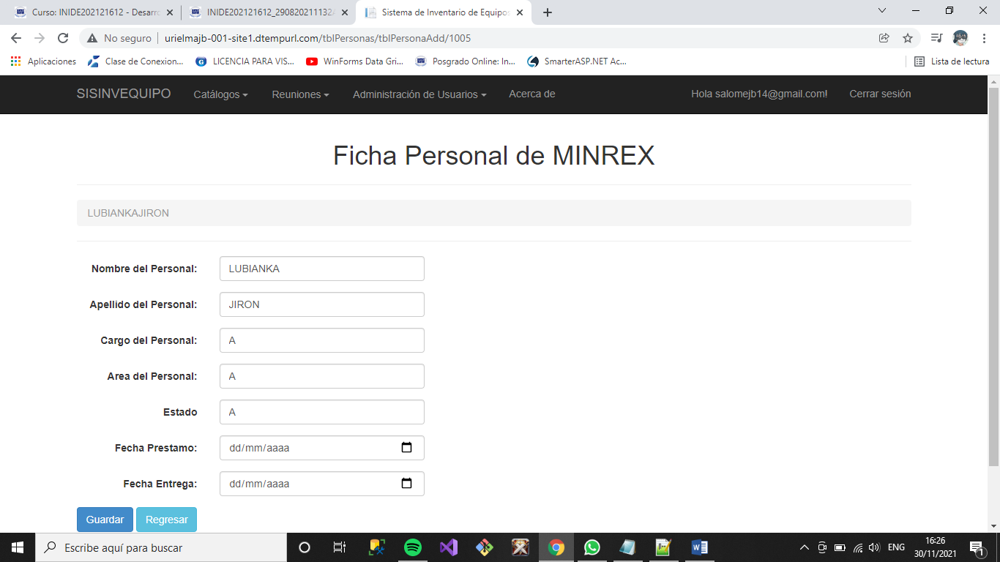 Curso: INIDE202121612 - Desarro
INIDE202121612_290820211132
Sistema de Inventario de Equipos
No seguro
urielmajb-001-site1.dtempurl.com/tblPersonas/tblPersonaAdd/1005
Aplicaciones
Clase de Conexion...
LICENCIA PARA VIS...
WinForms Data Gri...
Posgrado Online: In...
SmarterASP.NET Ac...
Lista de lectura
SISINVEQUIPO
Catálogos
Reuniones
Administración de Usuarios
Acerca de
Hola salomejb14@gmail.com!
Cerrar sesión
Ficha Personal de MINREX
LUBIANKAJIRON
Nombre del Personal:
LUBIANKA
Apellido del Personal:
JIRON
Cargo del Personal:
A
Area del Personal:
A
Estado
A
Fecha Prestamo:
dd/mm/aaaa
Fecha Entrega:
dd/mm/aaaa
Guardar
Regresar
Escribe aquí para buscar
ENG
16:26
30/11/2021
1